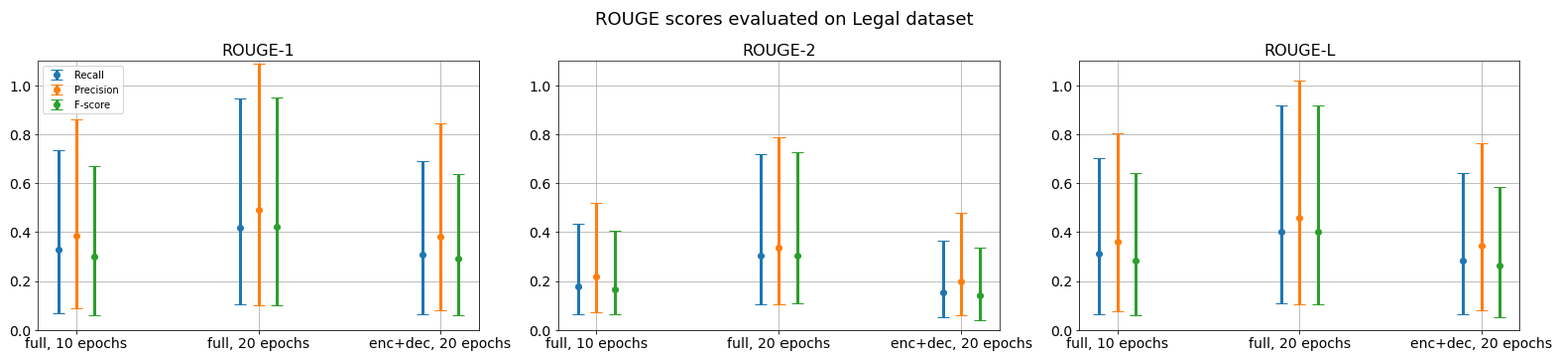 ROUGE scores evaluated on Legal dataset
ROUGE-1
Recall
Precision
F-score
1.0
0.8
0.6
0.4
0.2
0.0
full, 10 epochs
full, 20 epochs
enc+dec, 20 epochs
ROUGE-2
1.0
0.8
0.6
0.4
0.2
0.0
full, 10 epochs
full, 20 epochs
enc+dec, 20 epochs
ROUGE-L
1.0
0.8
0.6
0.4
0.2
0.0
full, 10 epochs
full, 20 epochs
enc+dec, 20 epochs